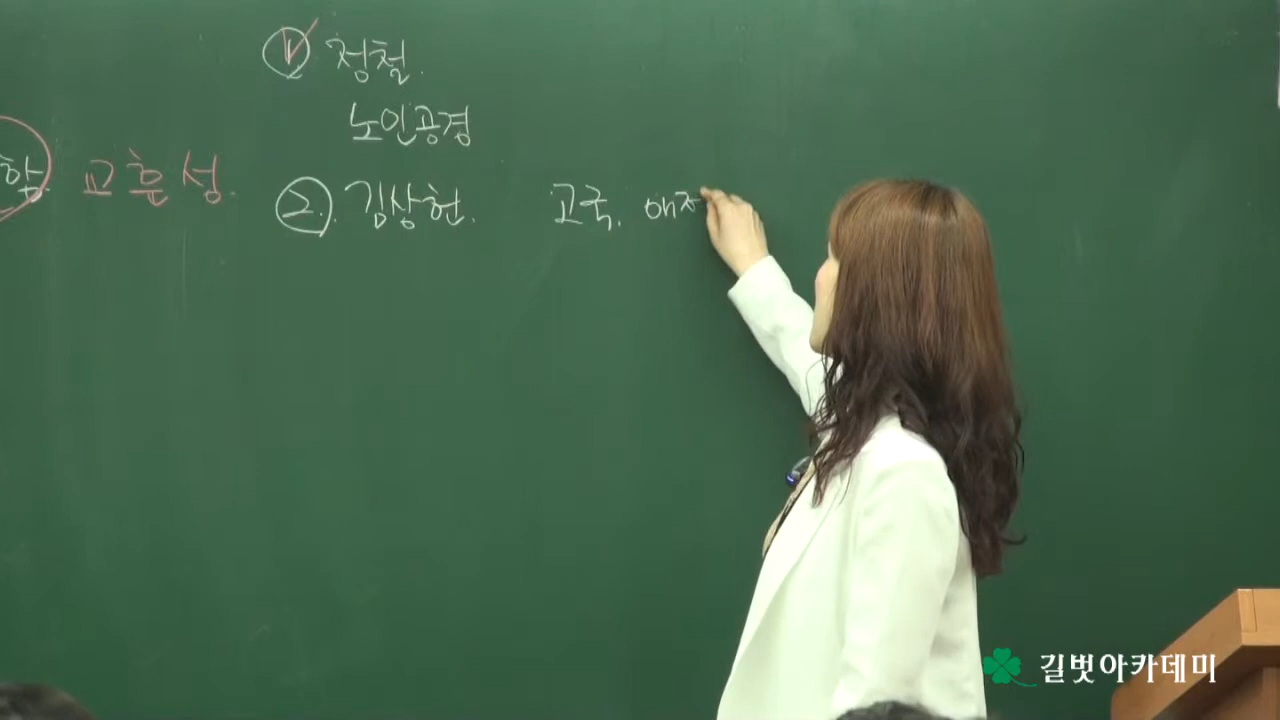 ① 정철.
노인공경
함. 교훈성.
②. 김상헌. 고국. 애
길벗아카데미